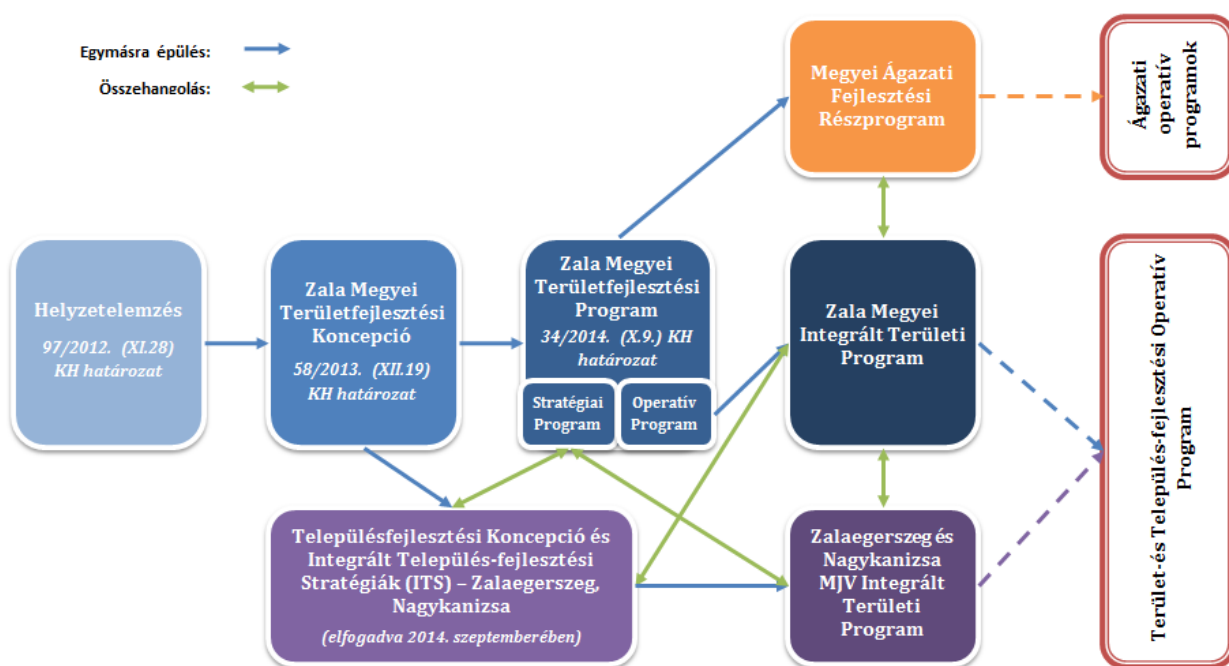 Egymásra épülés:
Összehangolás:
Megyei Ágazati
Fejlesztési
Részprogram
Ágazati
operatív
programok
Helyzetelemzés
97/2012. (XI.28)
KH határozat
Zala Megyei
Területfejlesztési
Koncepció
58/2013. (XII.19)
KH határozat
Zala Megyei
Területfejlesztési
Program
34/2014. (X.9.) KH
határozat
Stratégiai
Program
Operatív
Program
Zala Megyei
Integrált Területi
Program
Terület-és Település-fejlesztési Operatív
Program
Településfejlesztési Koncepció és
Integrált Település-fejlesztési
Stratégiák (ITS) – Zalaegerszeg,
Nagykanizsa
(elfogadva 2014. szeptemberében)
Zalaegerszeg és
Nagykanizsa
MJV Integrált
Területi
Program